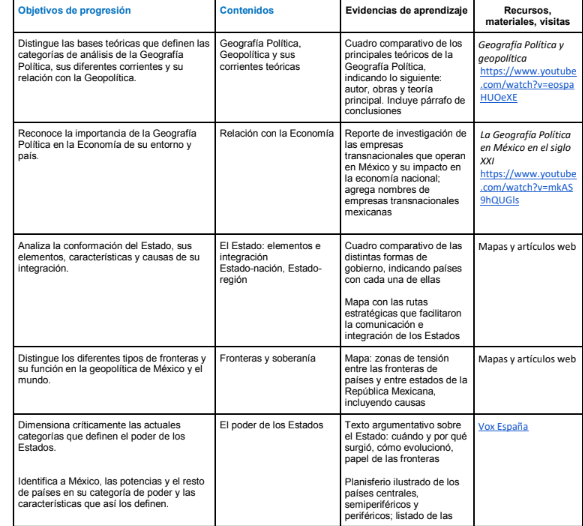 Objetivos de progresión
Contenidos
Evidencias de aprendizaje
Recursos,
materiales, visitas
Distingue las bases teóricas que definen las
categorías de análisis de la Geografía
Política, sus diferentes corrientes y su
relación con la Geopolítica.
Geografía Política,
Geopolítica y sus
corrientes teóricas
Cuadro comparativo de los
principales teóricos de la
Geografía Política,
indicando lo siguiente:
autor, obras y teoría
principal. Incluye párrafo de
conclusiones
Geografía Política y
geopolítica
https://www.youtube
.com/watch?v=eospa
HUOeXE
Reconoce la importancia de la Geografía
Política en la Economía de su entorno y
país.
Relación con la Economía
Reporte de investigación de
las empresas
transnacionales que operan
en México y su impacto en
la economía nacional;
agrega nombres de
empresas transnacionales
mexicanas
La Geografía Política
en México en el siglo
XXI
https://www.youtube
.com/watch?v=mkAS
9hQUGls
Analiza la conformación del Estado, sus
elementos, características y causas de su
integración.
El Estado: elementos e
integración
Estado-nación, Estado-
región
Cuadro comparativo de las
distintas formas de
gobierno, indicando países
con cada una de ellas
Mapa con las rutas
estratégicas que facilitaron
la comunicación e
integración de los Estados
Mapas y artículos web
Distingue los diferentes tipos de fronteras y
su función en la geopolítica de México y el
mundo.
Fronteras y soberanía
Mapa: zonas de tensión
entre las fronteras de
países y entre estados de la
República Mexicana,
incluyendo causas
Mapas y artículos web
Dimensiona críticamente las actuales
categorías que definen el poder de los
Estados.
Identifica a México, las potencias y el resto
de países en su categoría de poder y las
características que así los definen.
El poder de los Estados
Texto argumentativo sobre
el Estado: cuándo y por qué
surgió, cómo evolucionó,
papel de las fronteras
Planisferio ilustrado de los
países centrales,
semiperiféricos y
periféricos; listado de las
Vox España